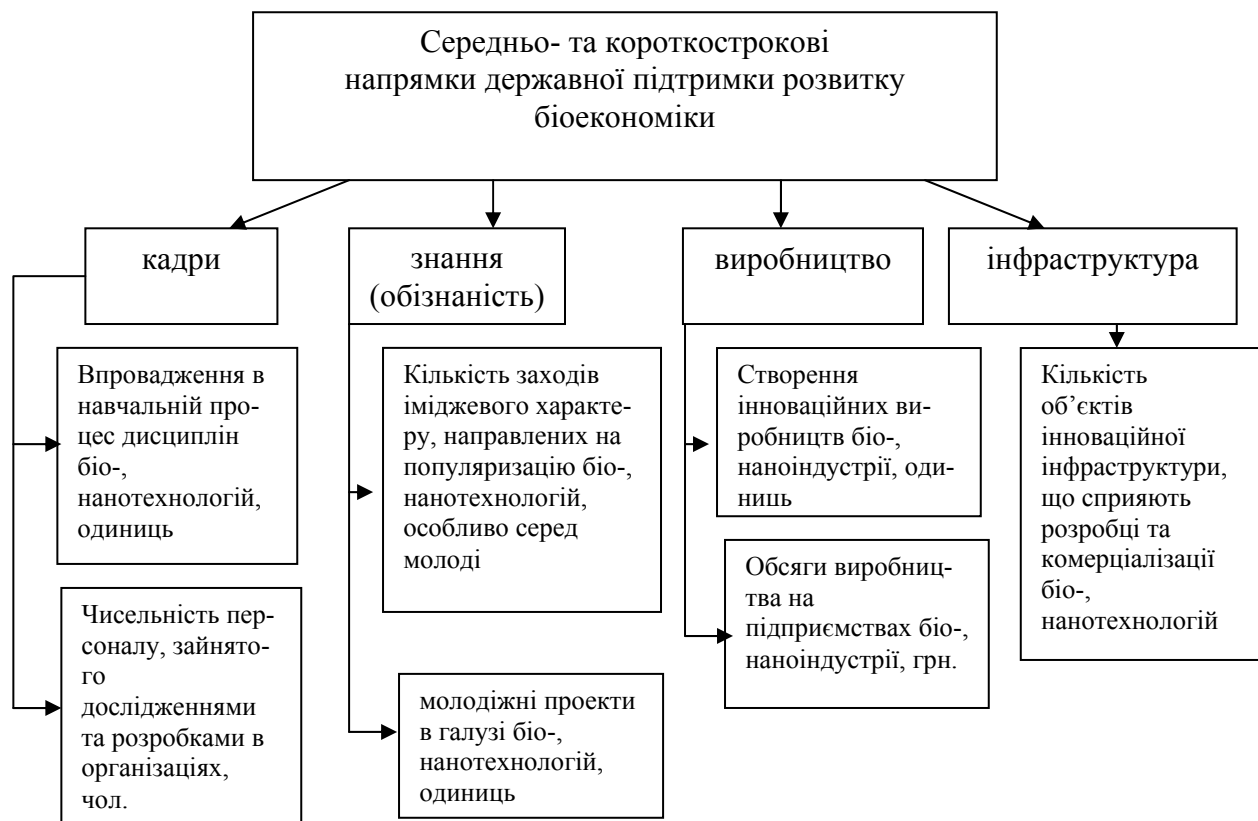 Середньо- та короткострокові
напрямки державної підтримки розвитку
біоекономіки
кадри
знання
(обізнаність)
виробництво
інфраструктура
Впровадження в
навчальній про-
цес дисциплін
біо-,
нанотехнологій,
одиниць
Чисельність пер-
соналу, зайнято-
го
дослідженнями
та розробками в
організаціях,
чол.
Кількість заходів
іміджевого характе-
ру, направлених на
популяризацію біо-,
нанотехнологій,
особливо серед
молоді
молодіжні проекти
в галузі біо-,
нанотехнологій,
одиниць
Створення
інноваційних ви-
робництв біо-,
наноіндустрії, оди-
ниць
Обсяги виробниц-
тва на
підприємствах біо-,
наноіндустрії, грн.
Кількість
об’єктів
інноваційної
інфраструктури,
що сприяють
розробці та
комерціалізації
біо-,
нанотехнологій